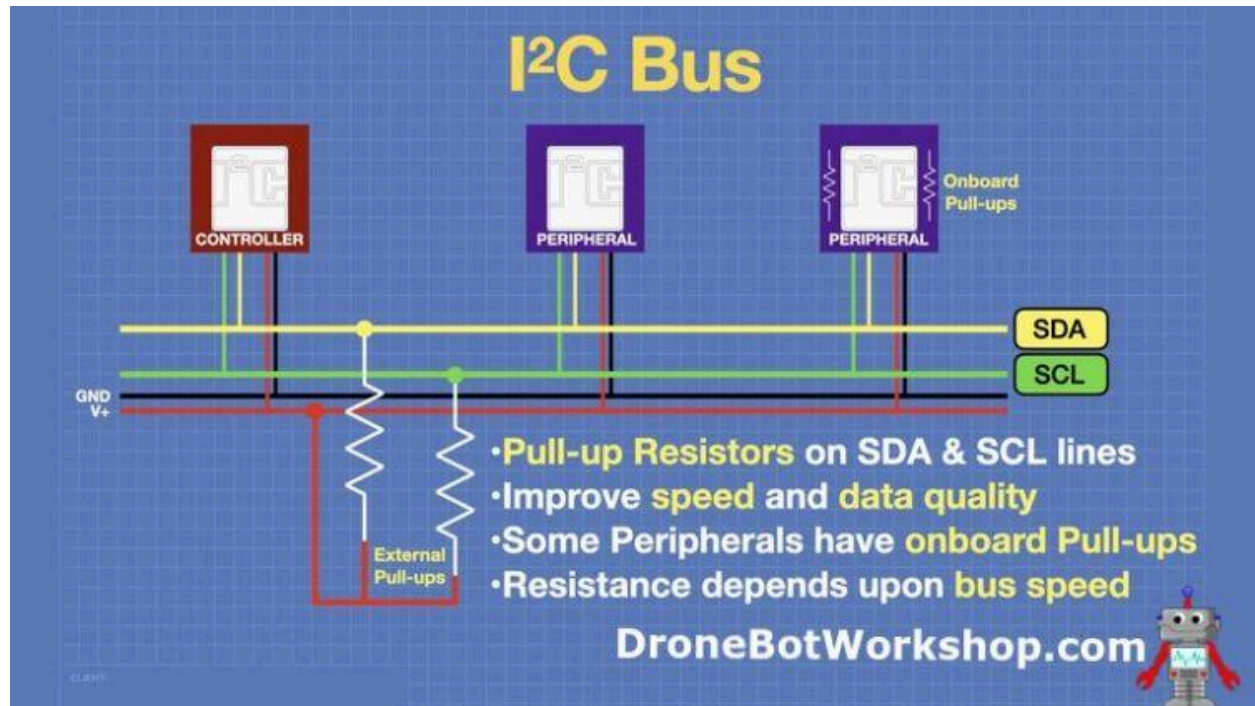 I²C Bus
CONTROLLER
PERIPHERAL
PERIPHERAL
Onboard
Pull-ups
SDA
SCL
GND
V+
External
Pull-ups
•Pull-up Resistors on SDA & SCL lines
•Improve speed and data quality
•Some Peripherals have onboard Pull-ups
•Resistance depends upon bus speed
DroneBotWorkshop.com